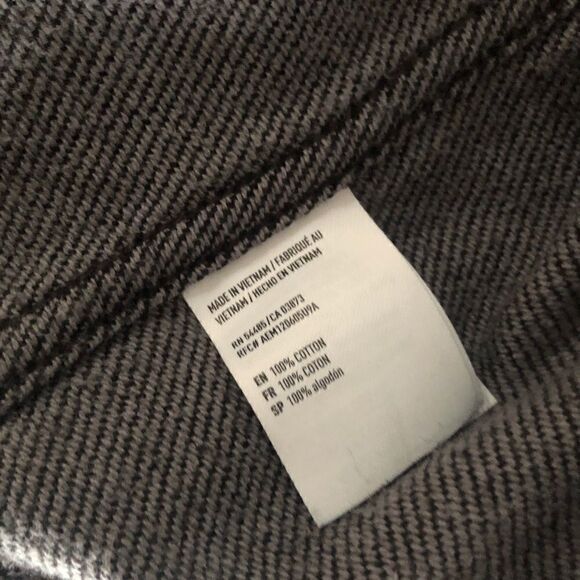 MADE IN VIETNAM / FABRIQUÉ AU
VIETNAM / HECHO EN VIETNAM
RN 54485/CA 03873
RFC# AEM120605U9A
EN 100% COTTON
FR 100% COTON
SP 100% algodón